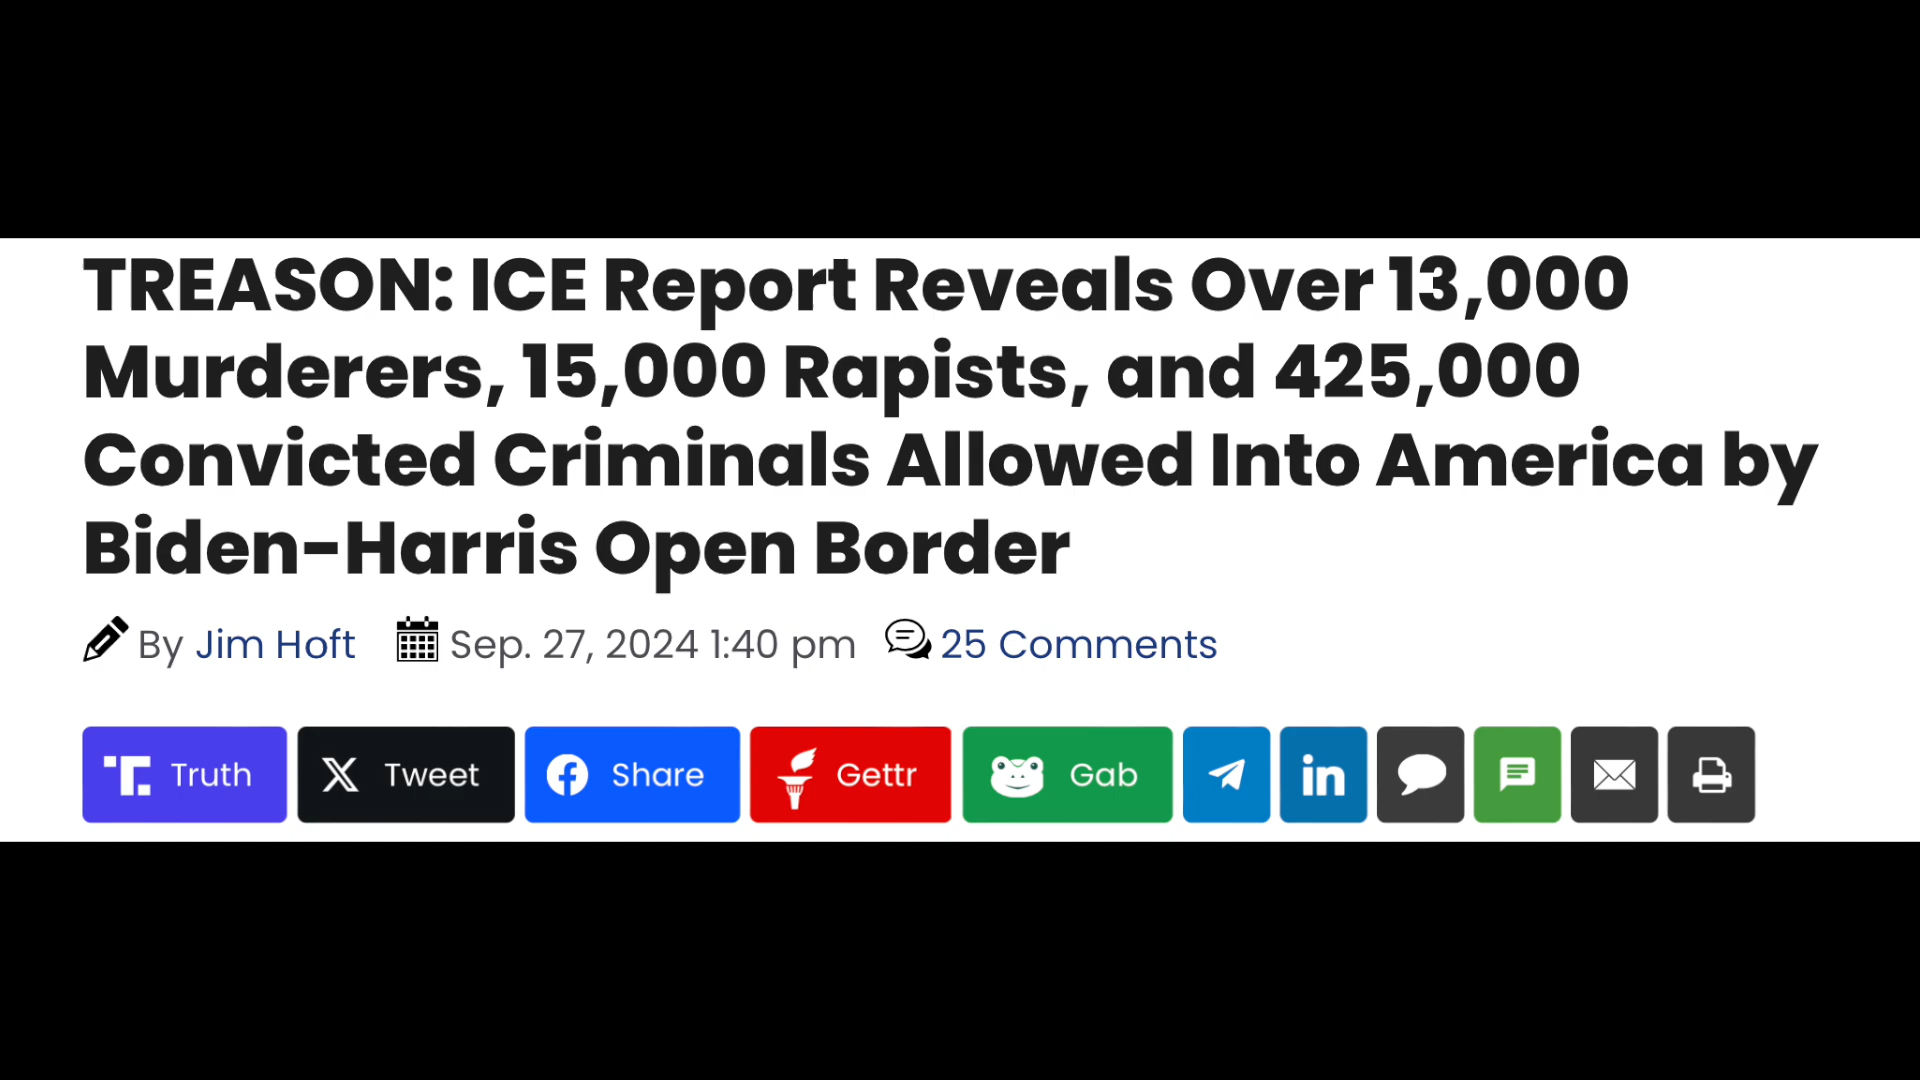 TREASON: ICE Report Reveals Over 13,000
Murderers, 15,000 Rapists, and 425,000
Convicted Criminals Allowed Into America by
Biden-Harris Open Border
By Jim Hoft Sep. 27, 2024 1:40 pm 25 Comments
Truth Tweet Share Gettr Gab in